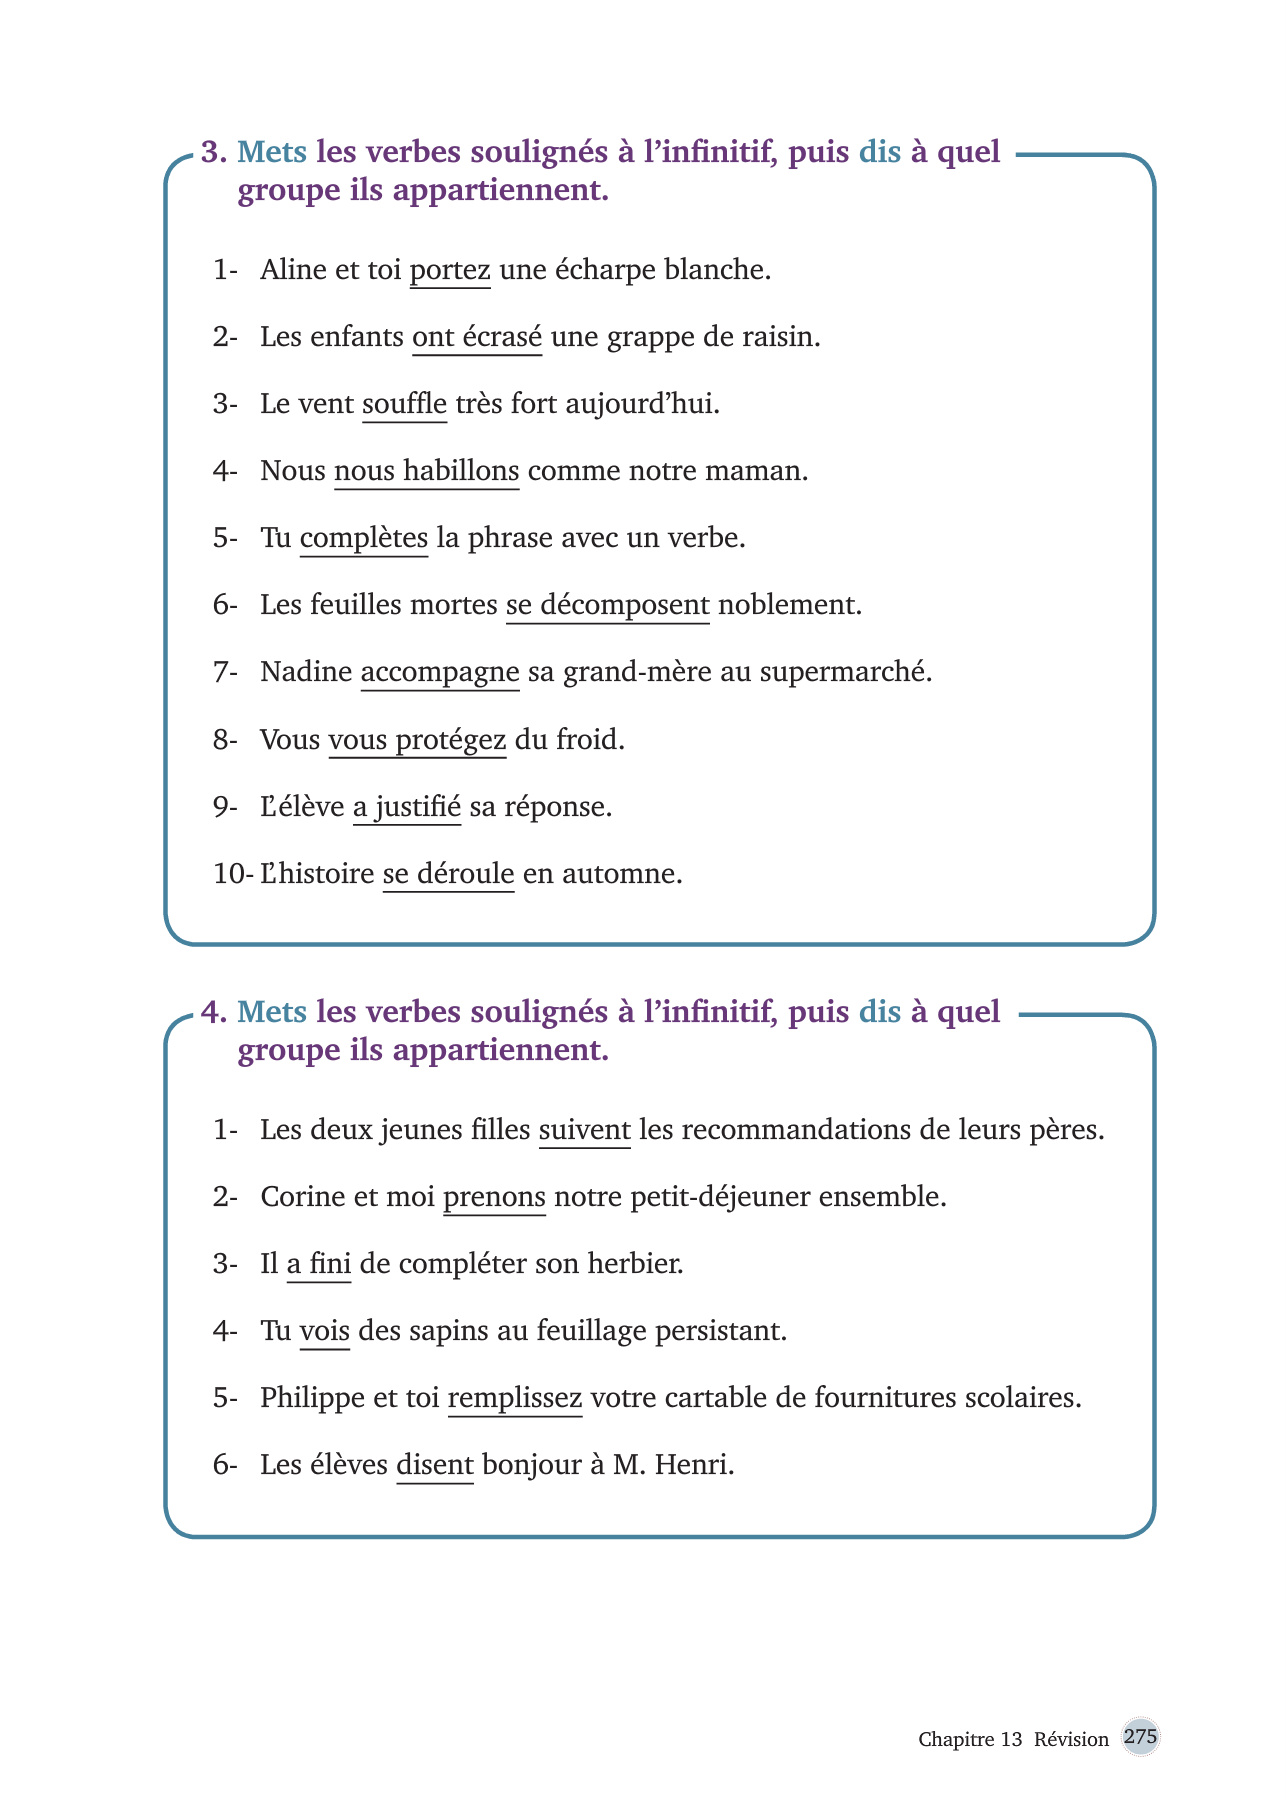 3. Mets les verbes soulignés à l’infinitif, puis dis à quel
groupe ils appartiennent.
1- Aline et toi portez une écharpe blanche.
2- Les enfants ont écrasé une grappe de raisin.
3- Le vent souffle très fort aujourd’hui.
4- Nous nous habillons comme notre maman.
5- Tu complètes la phrase avec un verbe.
6- Les feuilles mortes se décomposent noblement.
7- Nadine accompagne sa grand-mère au supermarché.
8- Vous vous protégez du froid.
9- L’élève a justifié sa réponse.
10- L’histoire se déroule en automne.
4. Mets les verbes soulignés à l’infinitif, puis dis à quel
groupe ils appartiennent.
1- Les deux jeunes filles suivent les recommandations de leurs pères.
2- Corine et moi prenons notre petit-déjeuner ensemble.
3- Il a fini de compléter son herbier.
4- Tu vois des sapins au feuillage persistant.
5- Philippe et toi remplissez votre cartable de fournitures scolaires.
6- Les élèves disent bonjour à M. Henri.
Chapitre 13 Révision 275